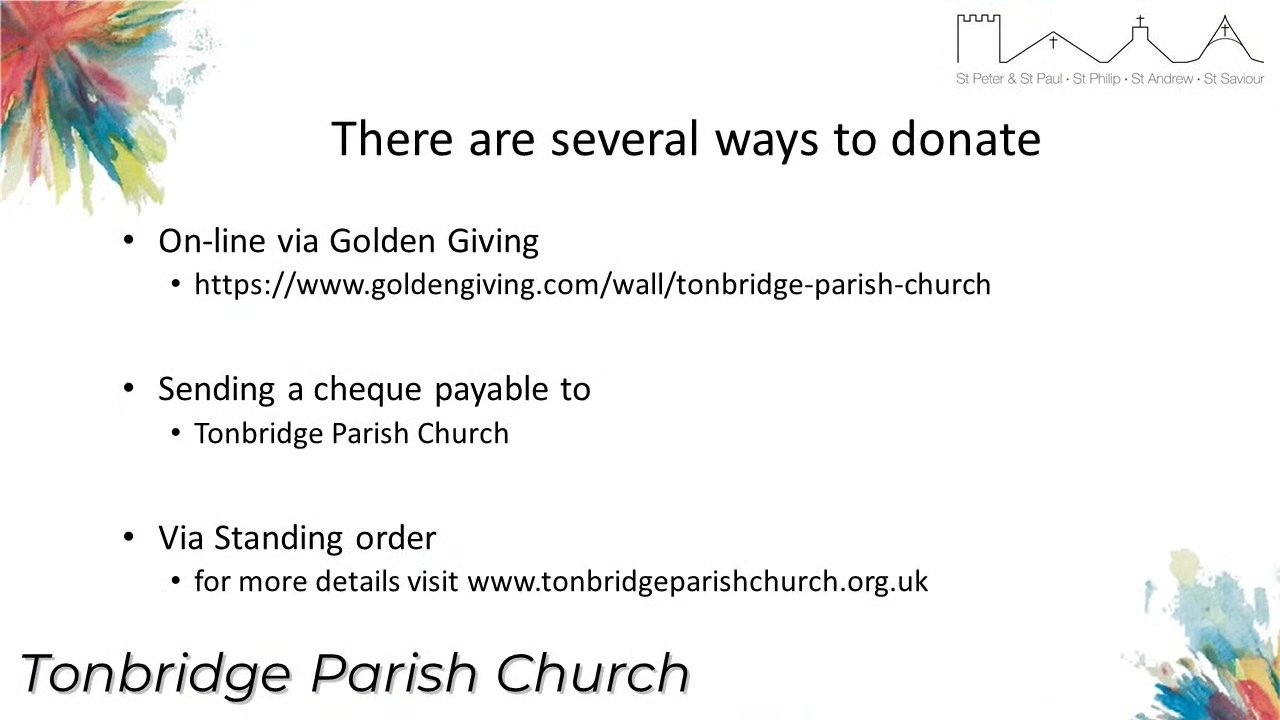 St Peter & St Paul • St Philip • St Andrew • St Saviour
There are several ways to donate
• On-line via Golden Giving
• https://www.goldengiving.com/wall/tonbridge-parish-church
• Sending a cheque payable to
• Tonbridge Parish Church
• Via Standing order
• for more details visit www.tonbridgeparishchurch.org.uk
Tonbridge Parish Church